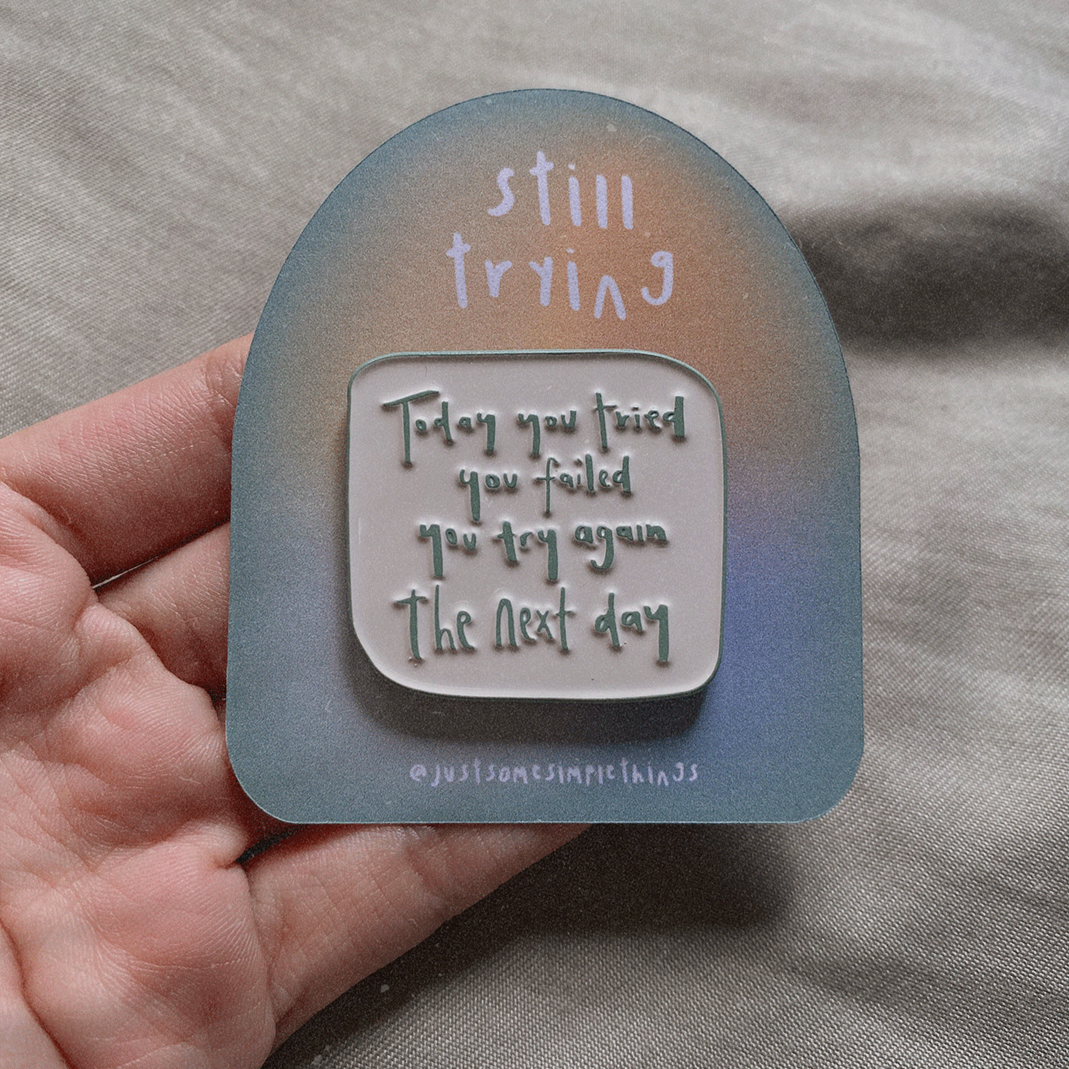 still
trying
Today you tried
you failed
you try again
the next day
@justsomesimplethings